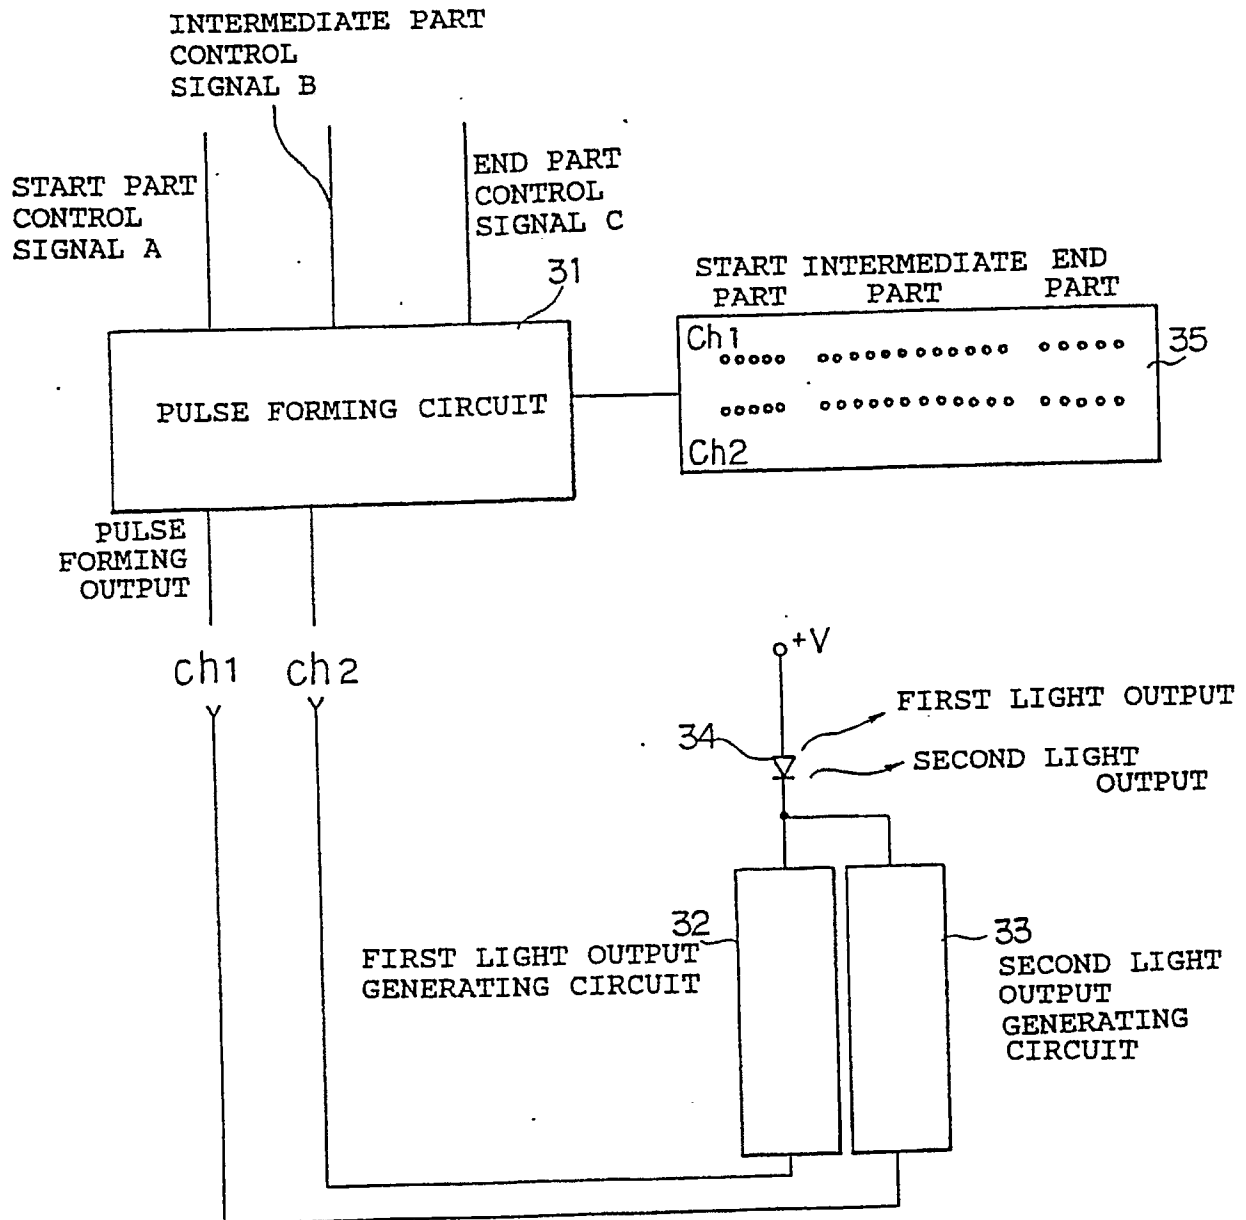 INTERMEDIATE PART
CONTROL
SIGNAL B
START PART
CONTROL
SIGNAL A
END PART
CONTROL
SIGNAL C
31
START
PART
INTERMEDIATE
PART
END
PART
Ch1
Ch2
35
PULSE FORMING CIRCUIT
PULSE
FORMING
OUTPUT
Ch1
Ch2
+V
34
FIRST LIGHT OUTPUT
SECOND LIGHT
OUTPUT
32
FIRST LIGHT OUTPUT
GENERATING CIRCUIT
33
SECOND LIGHT
OUTPUT
GENERATING
CIRCUIT